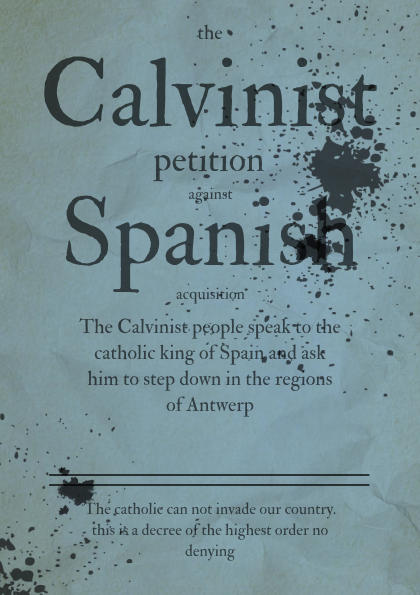 the
Calvinist
petition
against
Spanish
acquisition
The Calvinist people speak to the
catholic king of Spain and ask
him to step down in the regions
of Antwerp
The catholic can not invade our country.
this is a decree of the highest order no
denying